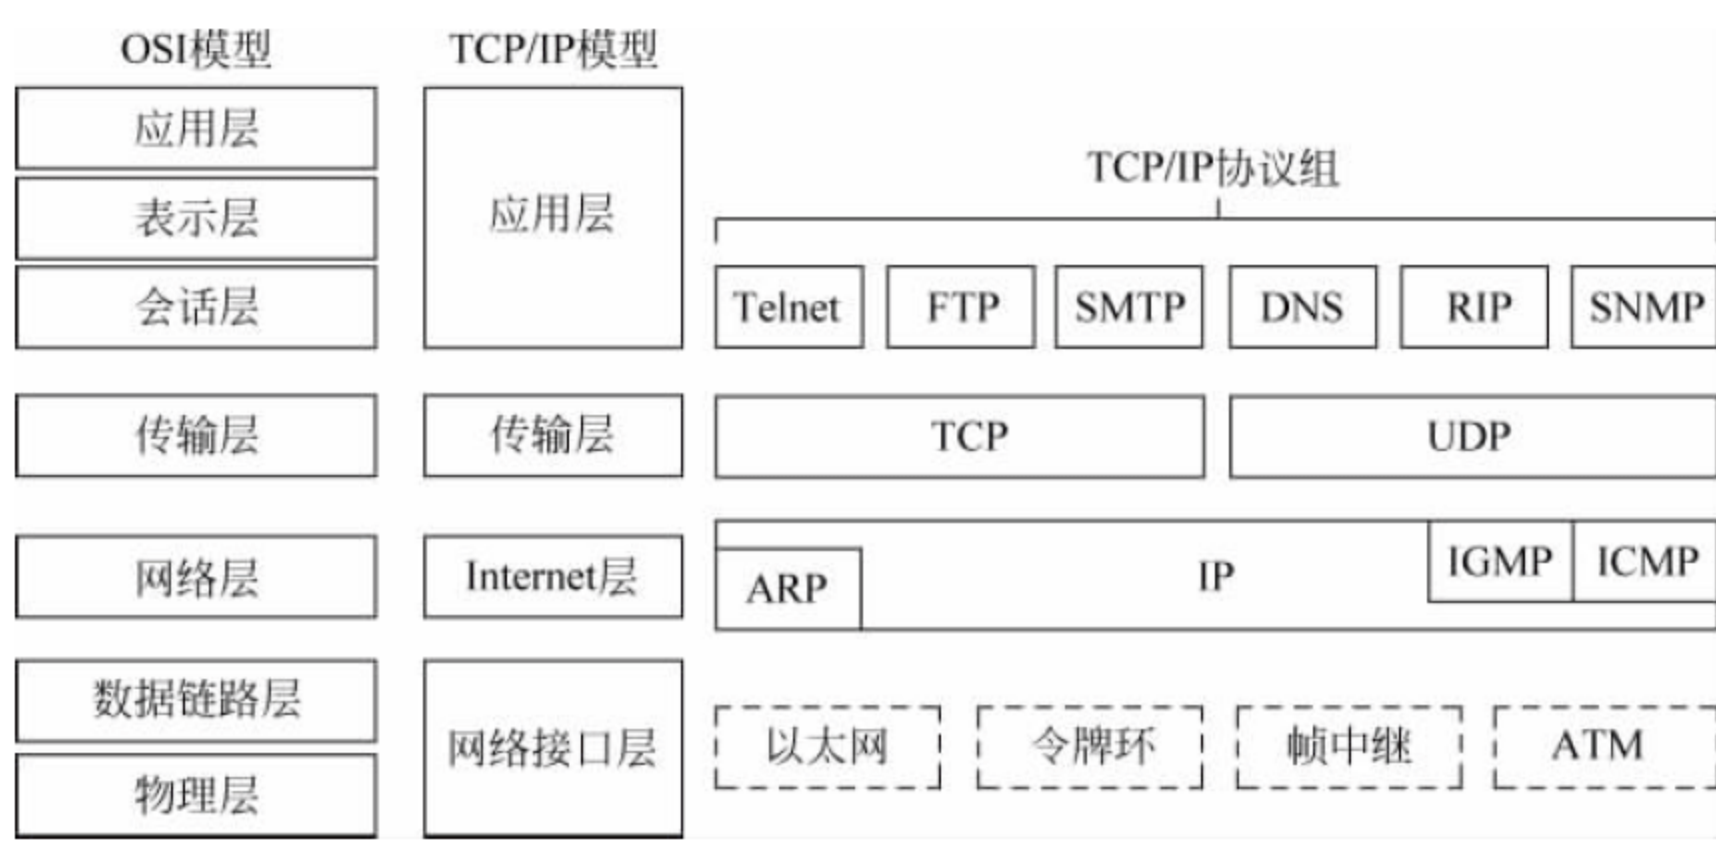 OSI模型
TCP/IP模型
应用层
表示层
会话层
应用层
TCP/IP协议组
Telnet
FTP
SMTP
DNS
RIP
SNMP
传输层
传输层
TCP
UDP
网络层
Internet层
ARP
IP
IGMP
ICMP
数据链路层
物理层
网络接口层
以太网
令牌环
帧中继
ATM